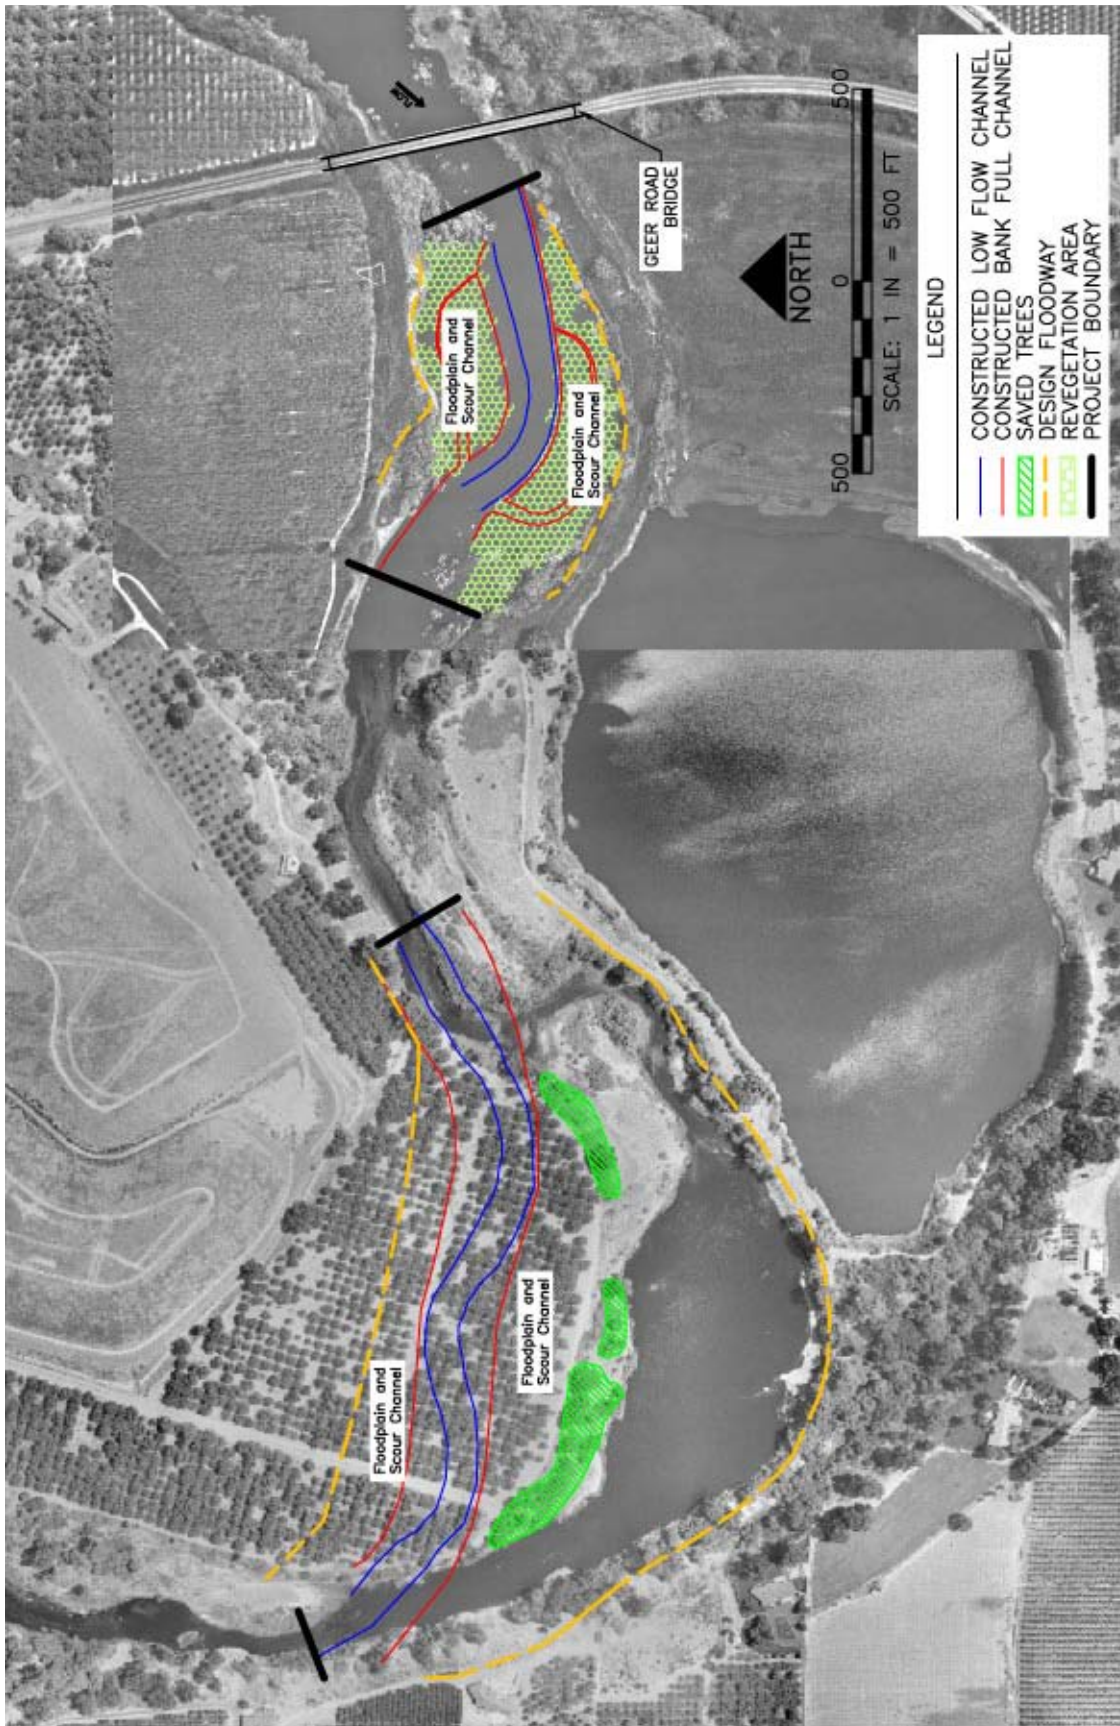 FLOW
GEER ROAD
BRIDGE
Floodplain and
Scour Channel
Floodplain and
Scour Channel
Floodplain and
Scour Channel
Floodplain and
Scour Channel
NORTH
500 0 500
SCALE: 1 IN = 500 FT
LEGEND
CONSTRUCTED LOW FLOW CHANNEL
CONSTRUCTED BANK FULL CHANNEL
SAVED TREES
DESIGN FLOODWAY
REVEGETATION AREA
PROJECT BOUNDARY